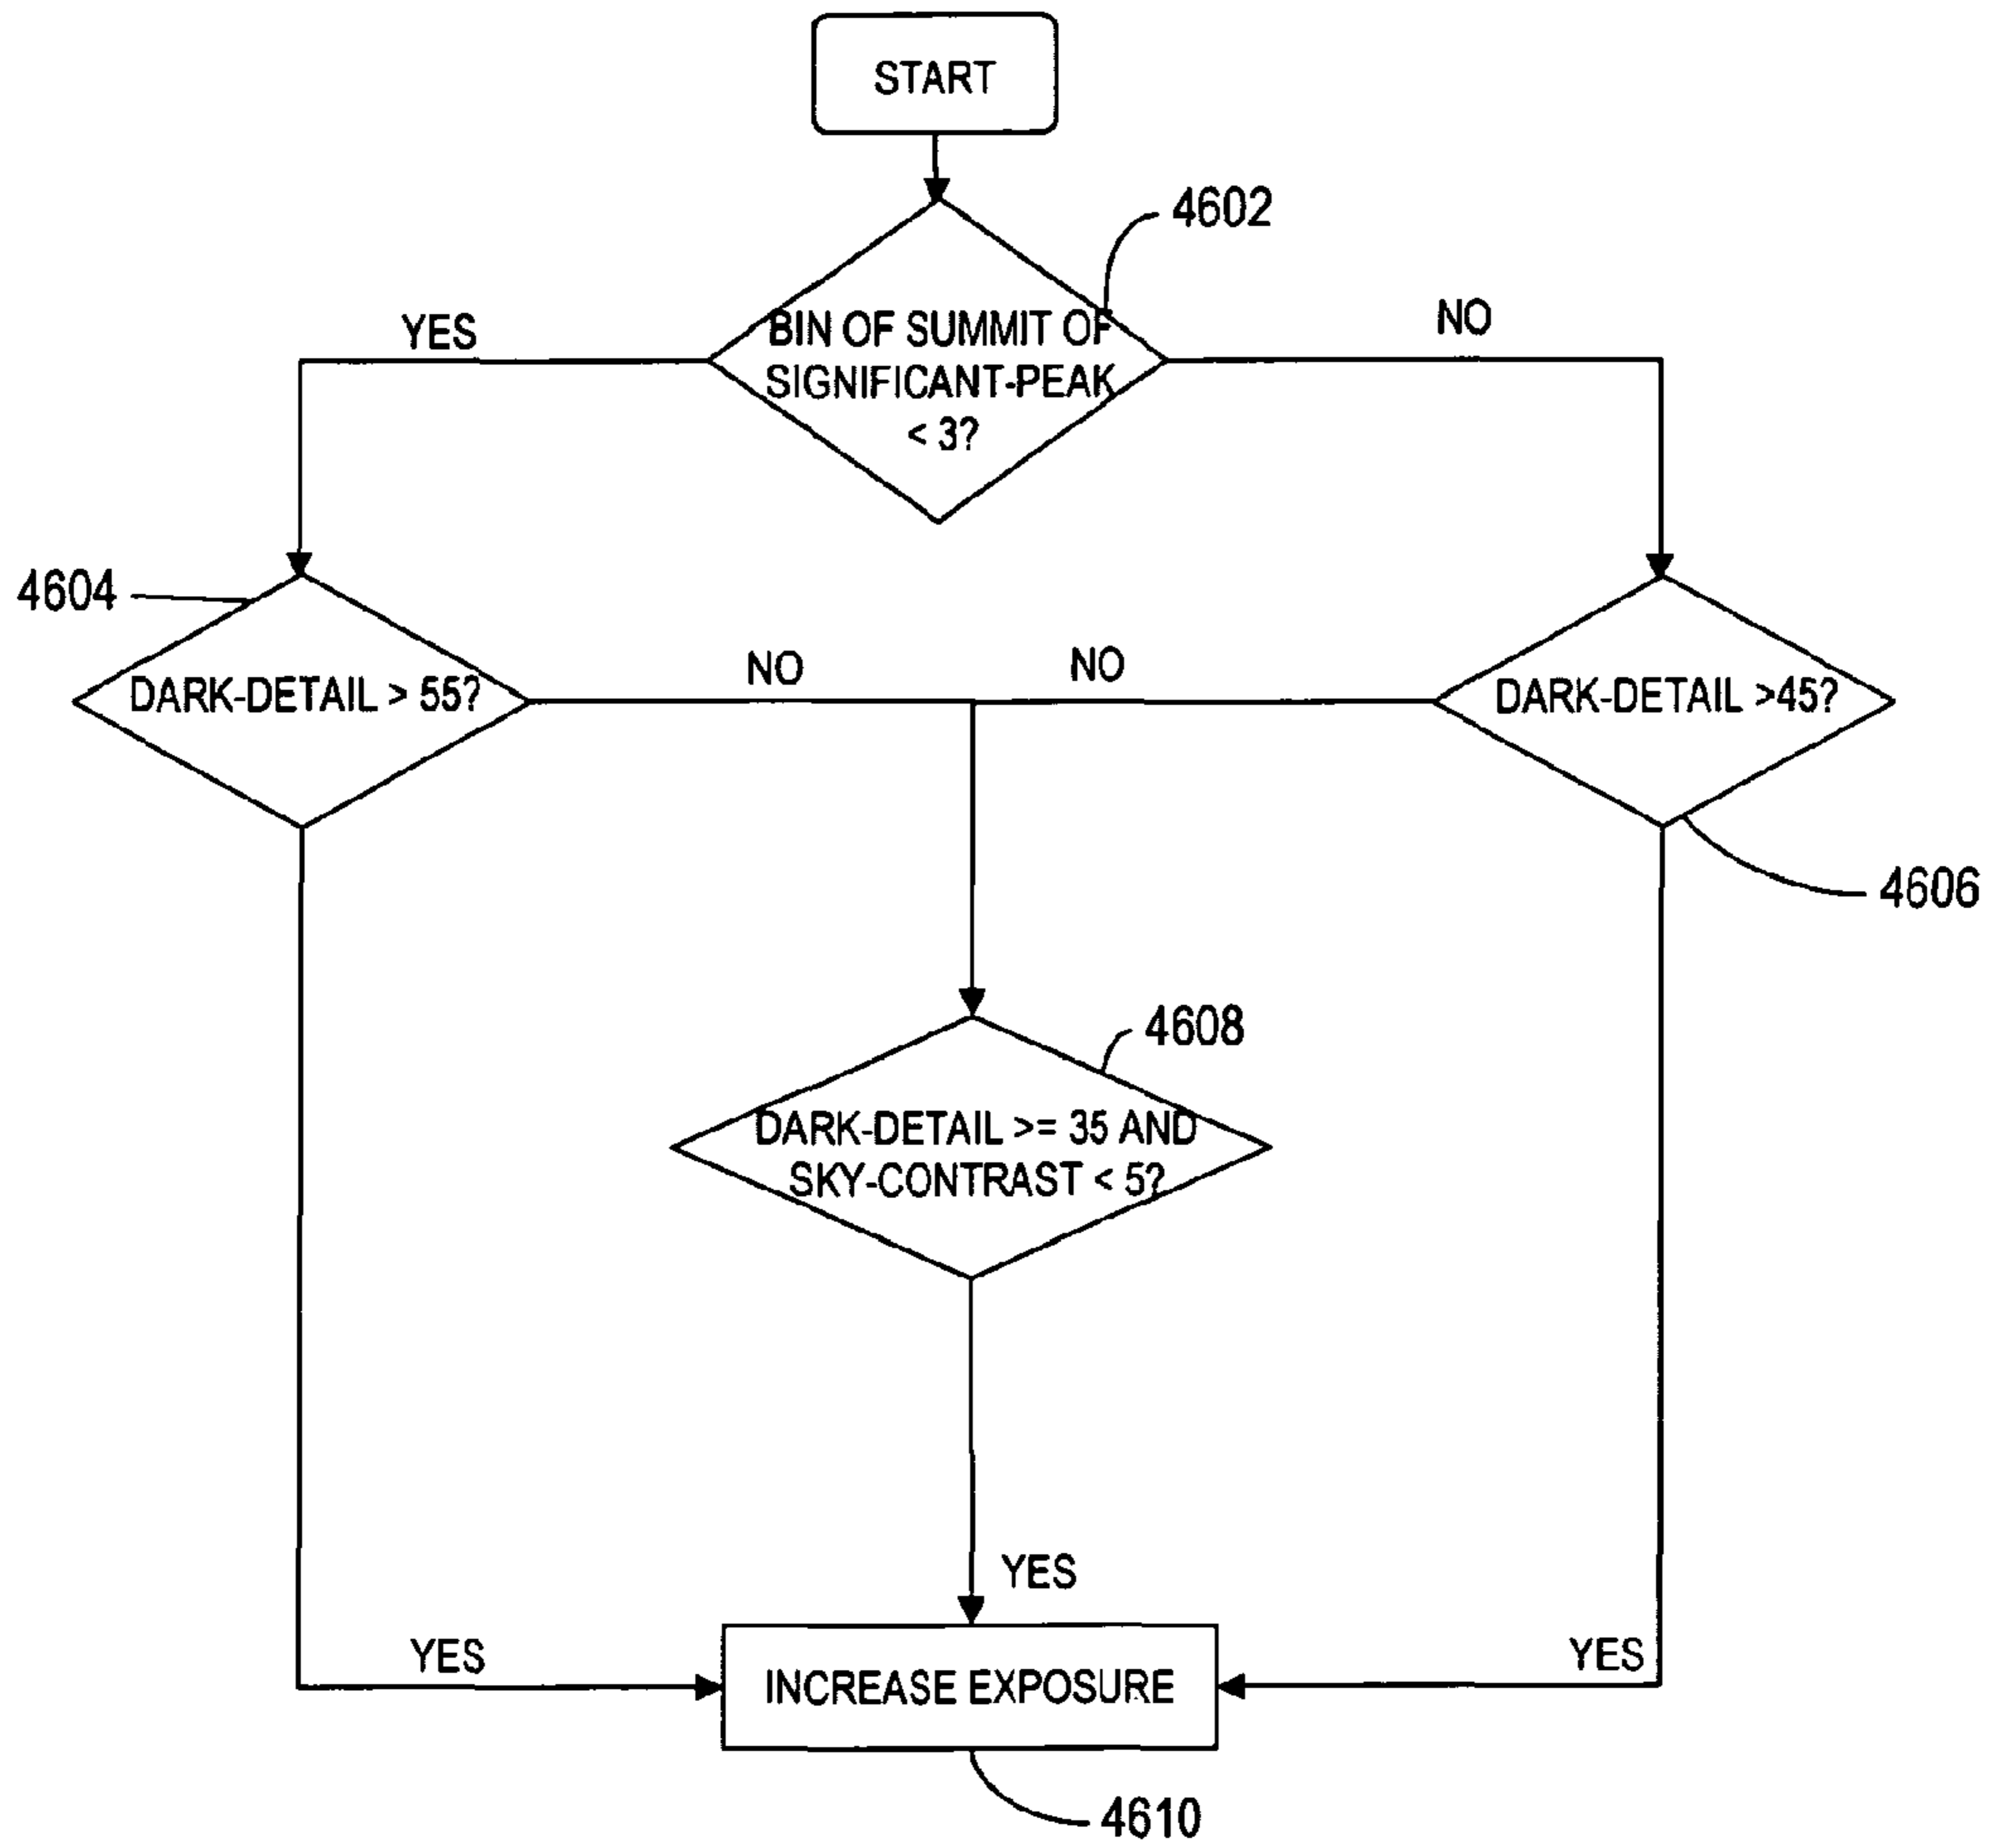 START
4602
YES
NO
BIN OF SUMMIT OF
SIGNIFICANT-PEAK
< 3?
4604
DARK-DETAIL > 55?
NO
NO
DARK-DETAIL >45?
4606
4608
DARK-DETAIL >= 35 AND
SKY-CONTRAST < 5?
YES
YES
INCREASE EXPOSURE
YES
4610